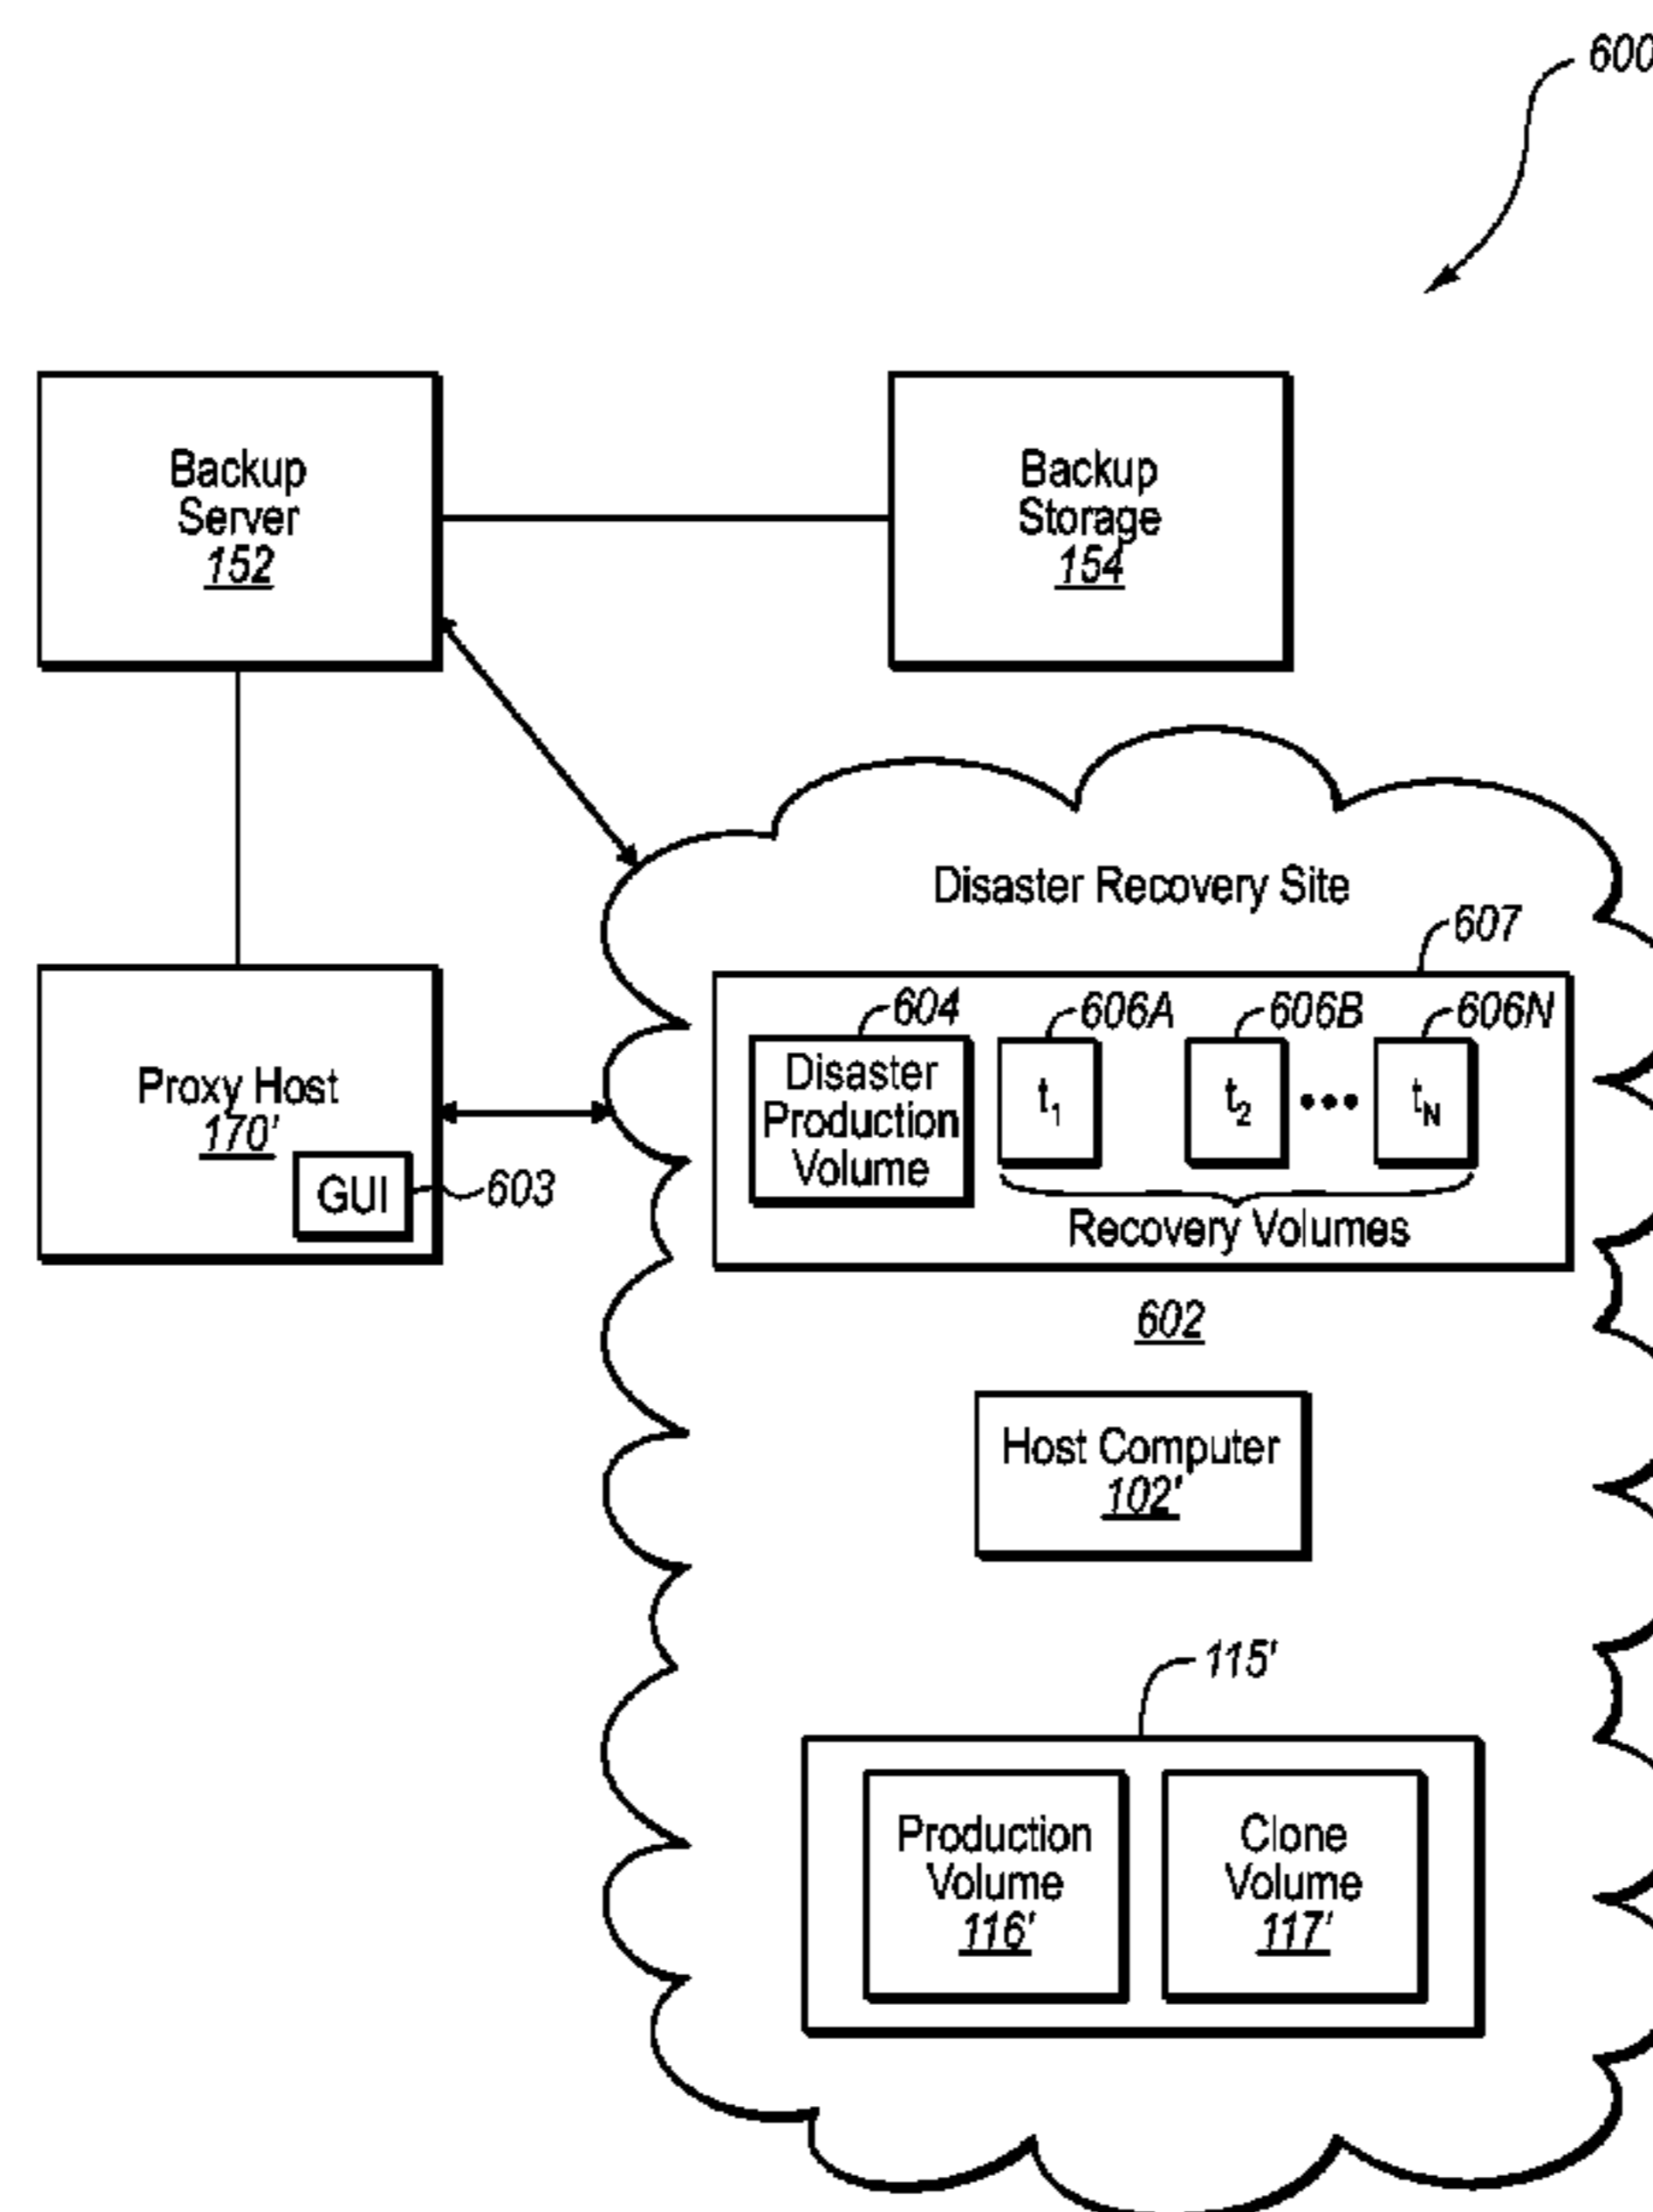 600
Backup
Server
152
Backup
Storage
154
Disaster Recovery Site
607
604
606A
606B
606N
Disaster
Production
Volume
t1
t2
•••
tN
Recovery Volumes
Proxy Host
170'
GUI
603
602
Host Computer
102'
115'
Production
Volume
116'
Clone
Volume
117'